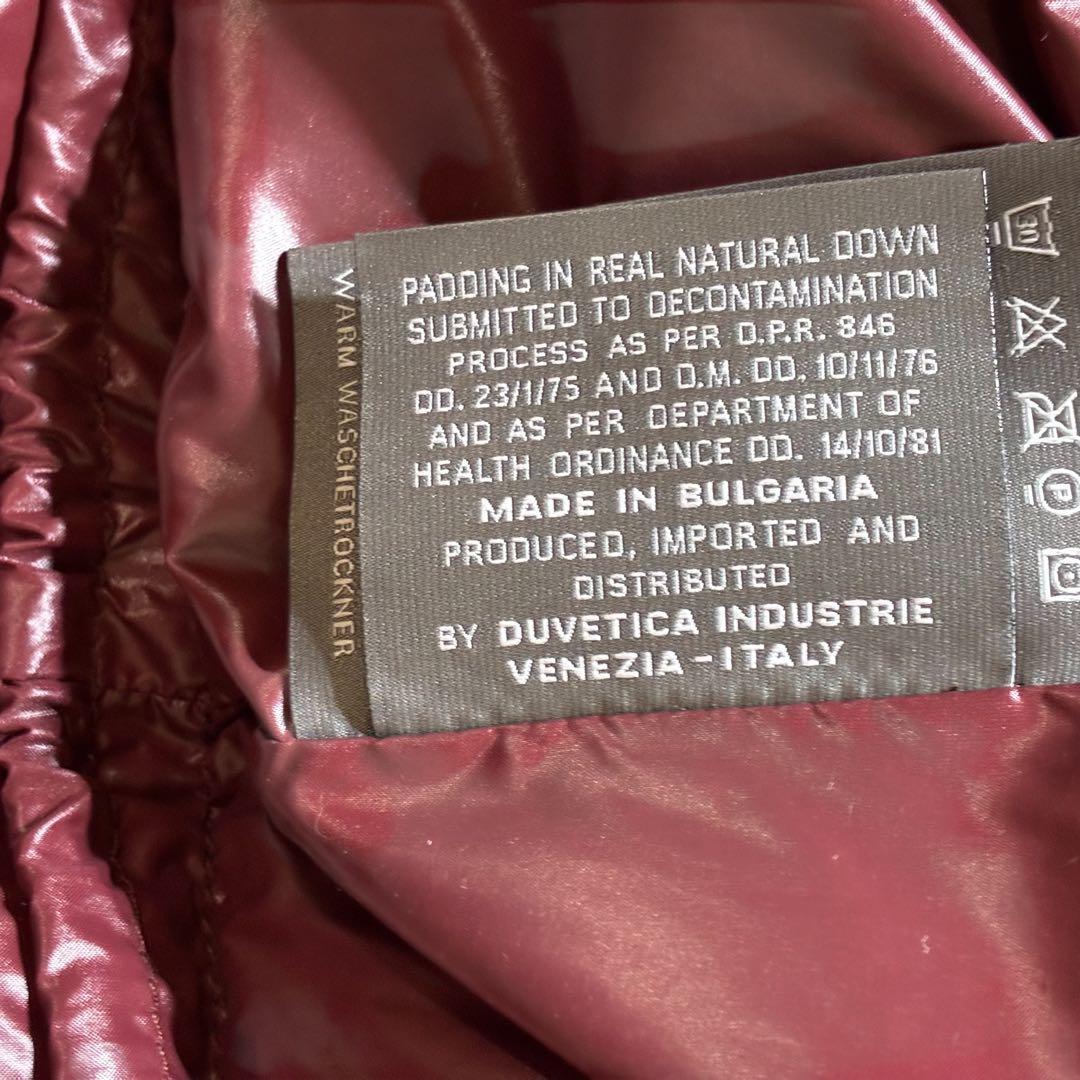 PADDING IN REAL NATURAL DOWN
SUBMITTED TO DECONTAMINATION
PROCESS AS PER D.P.R. 846
DD. 23/1/75 AND D.M. DD. 10/11/76
AND AS PER DEPARTMENT OF
HEALTH ORDINANCE DD. 14/10/81
MADE IN BULGARIA
PRODUCED, IMPORTED AND
DISTRIBUTED
BY DUVETICA INDUSTRIE
VENEZIA-ITALY
WARM WASCHETROCKNER
30
P